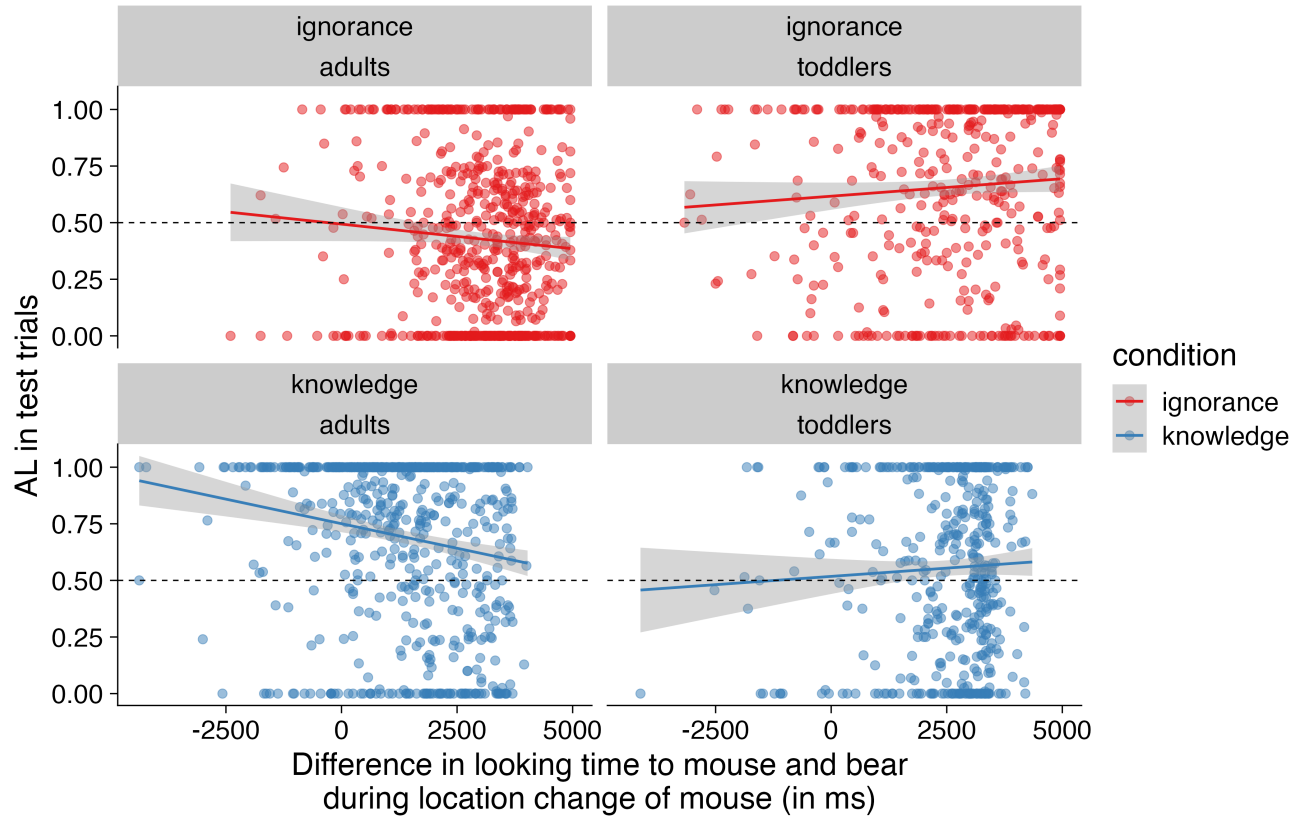 ignorance
adults
ignorance
toddlers
1.00
0.75
0.50
0.25
0.00
knowledge
adults
knowledge
toddlers
1.00
0.75
0.50
0.25
0.00
AL in test trials
-2500 0 2500 5000
-2500 0 2500 5000
Difference in looking time to mouse and bear
during location change of mouse (in ms)
condition
ignorance
knowledge